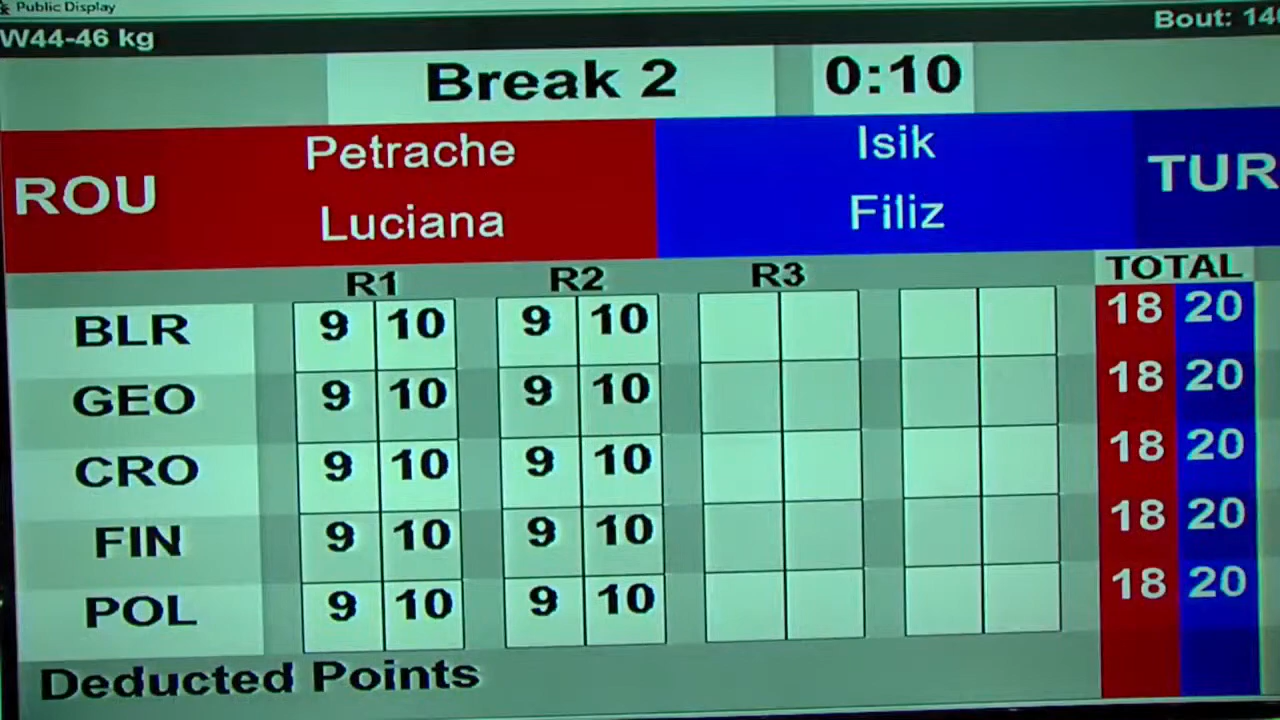 Public Display
W44-46 kg
Bout: 14
Break 2 0:10
ROU Petrache Luciana Isik Filiz TUR
R1 R2 R3 TOTAL
BLR 9 10 9 10 18 20
GEO 9 10 9 10 18 20
CRO 9 10 9 10 18 20
FIN 9 10 9 10 18 20
POL 9 10 9 10 18 20
Deducted Points